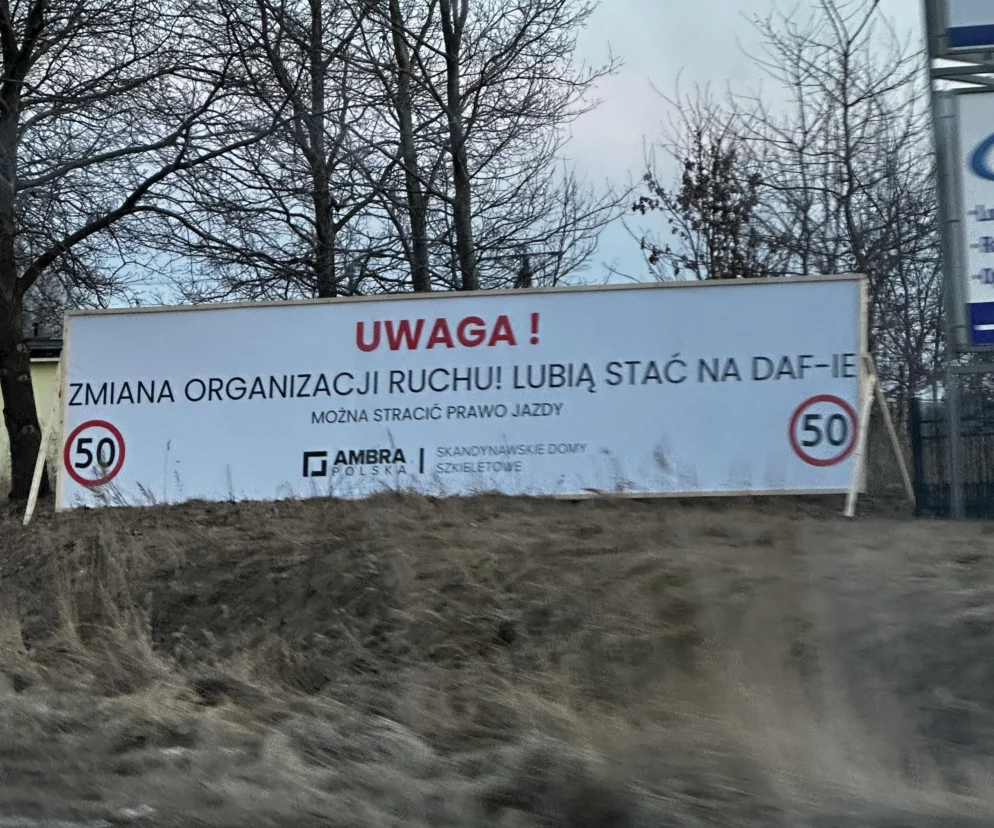 UWAGA !
ZMIANA ORGANIZACJI RUCHU! LUBIĄ STAĆ NA DAF-IE
MOŻNA STRACIĆ PRAWO JAZDY
50
50
AMBRA
POLSKA
SKANDYNAWSKIE DOMY
SZKIELETOWE